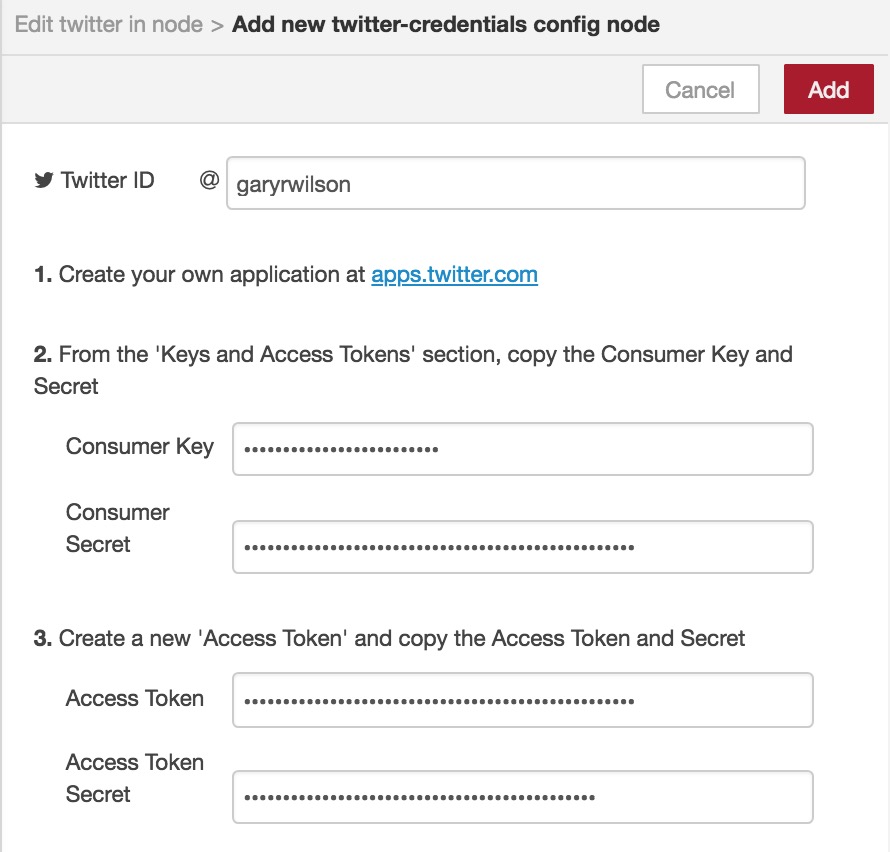 Edit twitter in node > Add new twitter-credentials config node
Cancel Add
Twitter ID @ garyrwilson
1. Create your own application at apps.twitter.com
2. From the 'Keys and Access Tokens' section, copy the Consumer Key and
Secret
Consumer Key •••••••••••••••••••••••••
Consumer
Secret ••••••••••••••••••••••••••••••••••••••••••••••••••
3. Create a new 'Access Token' and copy the Access Token and Secret
Access Token ••••••••••••••••••••••••••••••••••••••••••••••••••
Access Token
Secret •••••••••••••••••••••••••••••••••••••••••••••